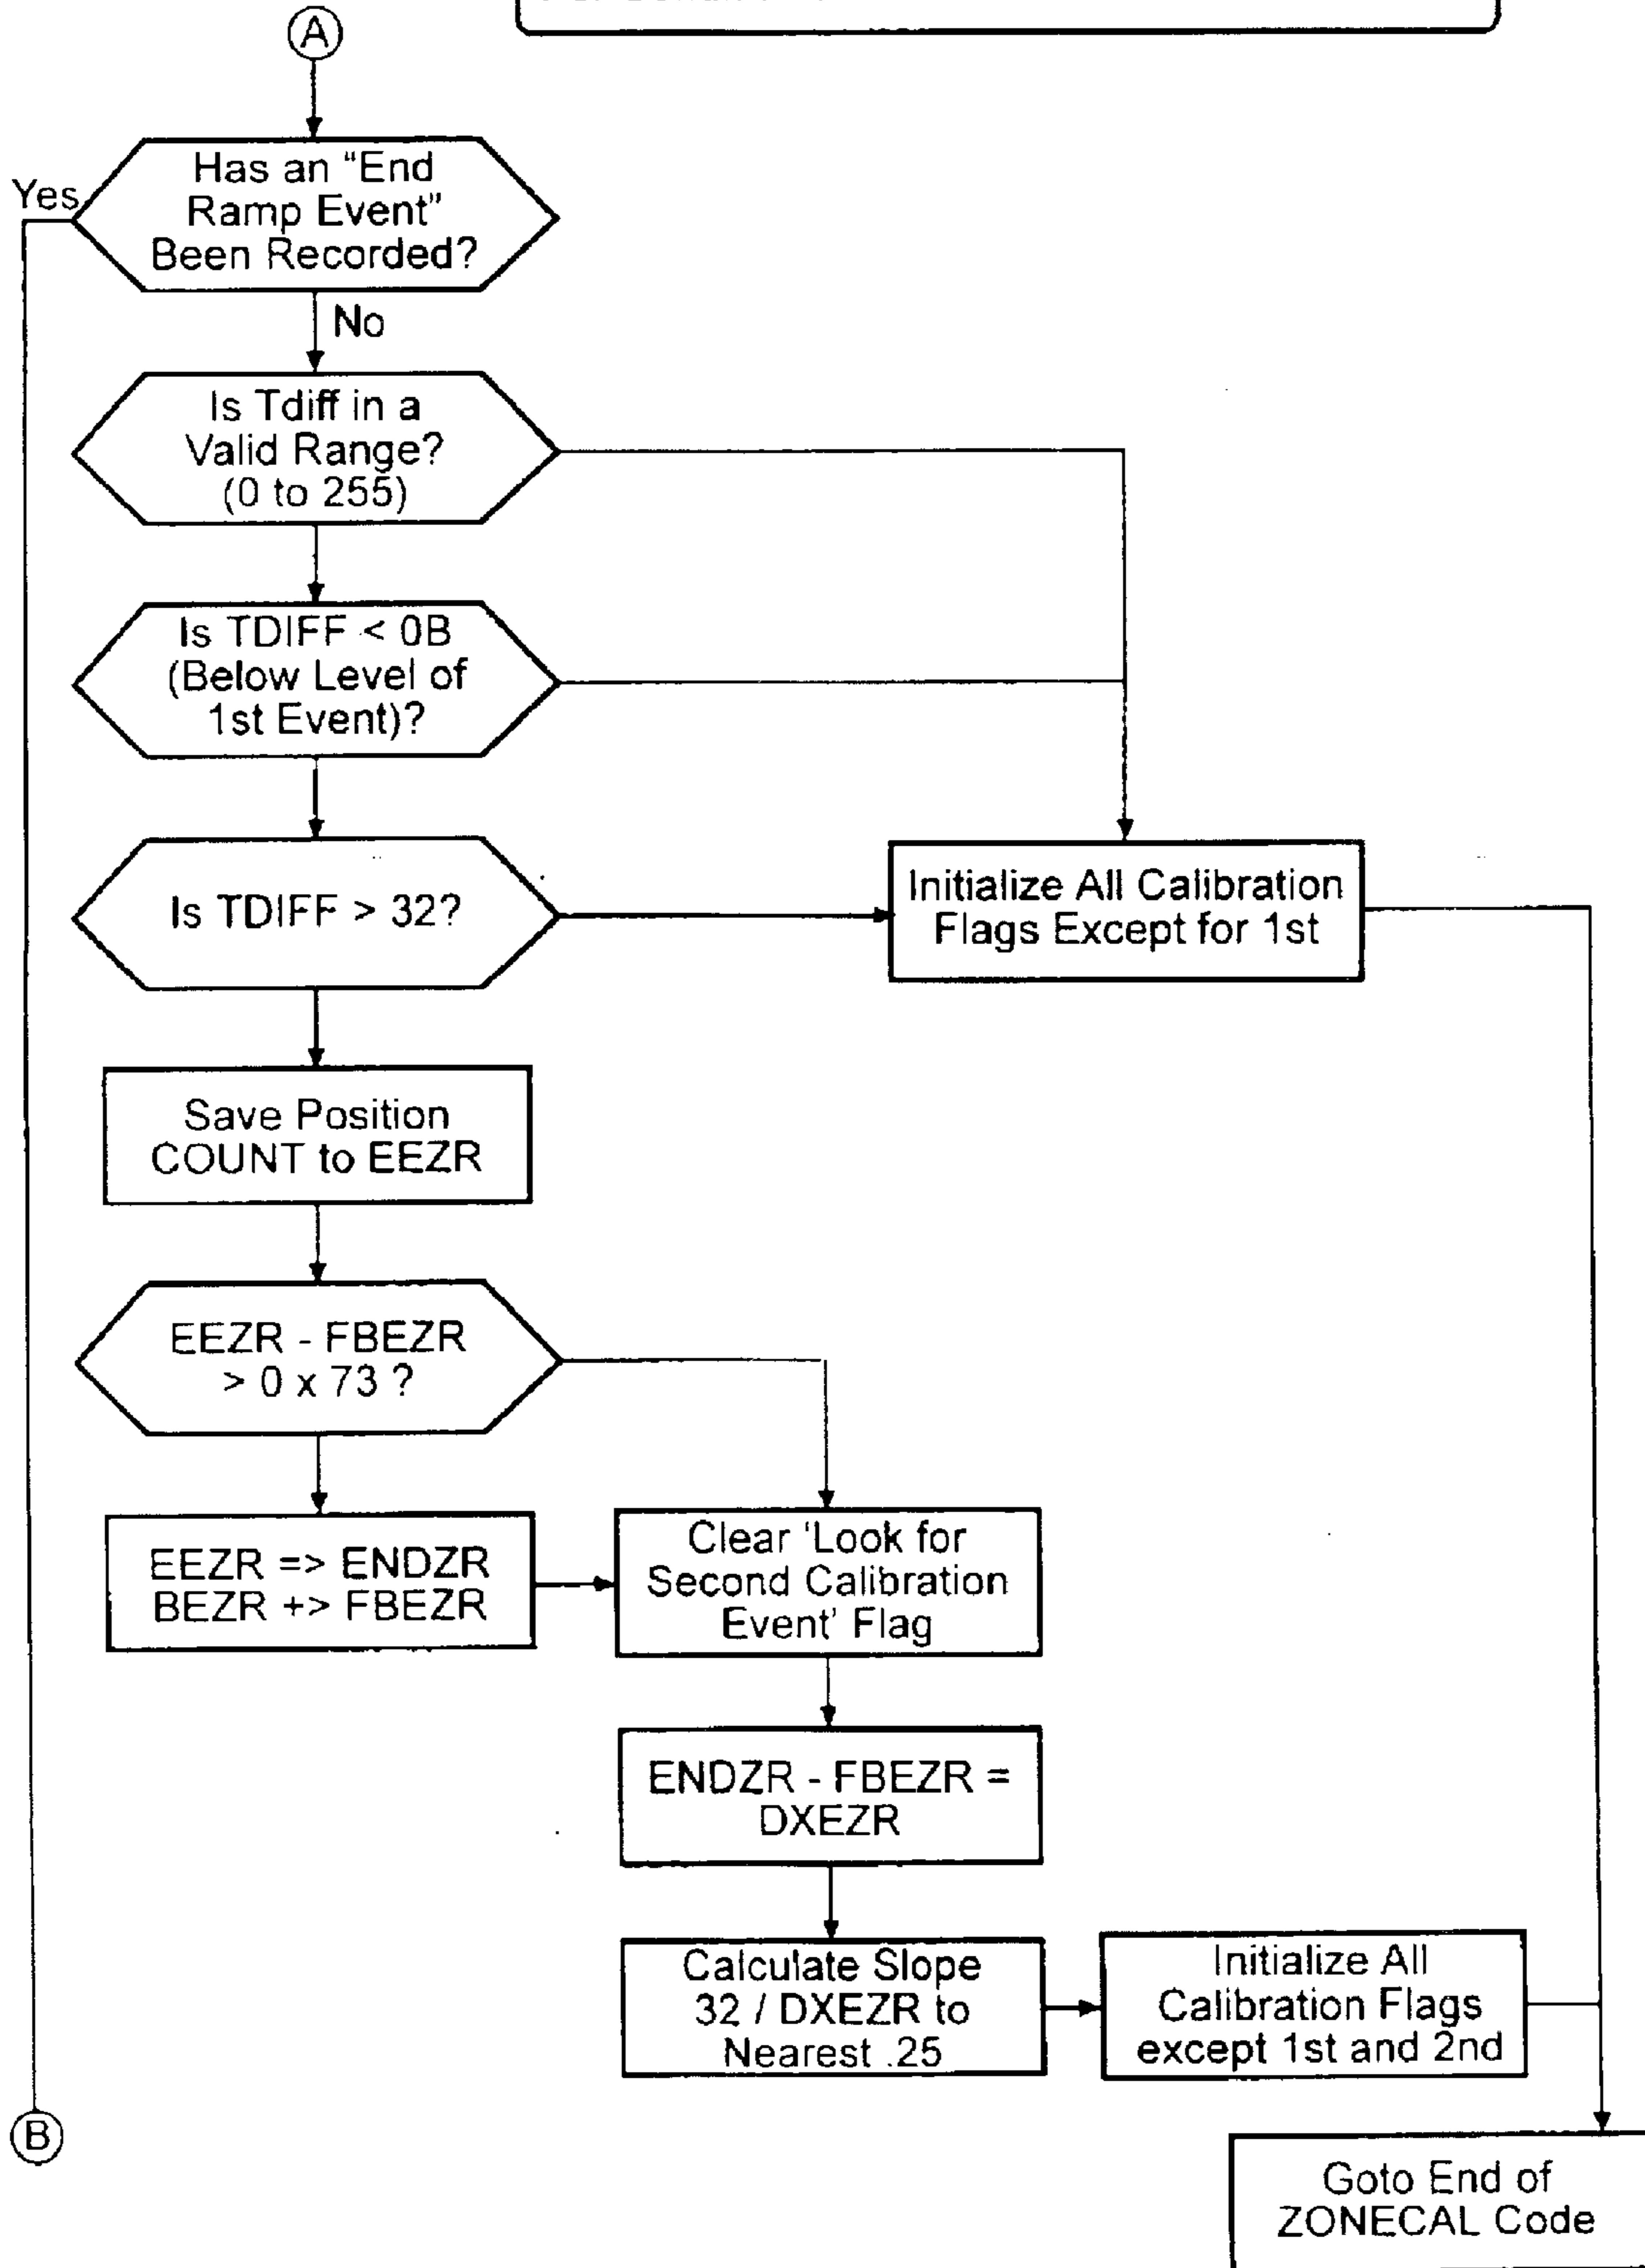 A
Has an "End
Ramp Event"
Been Recorded?
Yes
No
Is Tdiff in a
Valid Range?
(0 to 255)
Is TDIFF < 0B
(Below Level of
1st Event)?
Is TDIFF > 32?
Initialize All Calibration
Flags Except for 1st
Save Position
COUNT to EEZR
EEZR - FBEZR
> 0 x 73 ?
EEZR => ENDZR
BEZR +> FBEZR
Clear 'Look for
Second Calibration
Event' Flag
ENDZR - FBEZR =
DXEZR
Calculate Slope
32 / DXEZR to
Nearest .25
Initialize All
Calibration Flags
except 1st and 2nd
B
Goto End of
ZONECAL Code